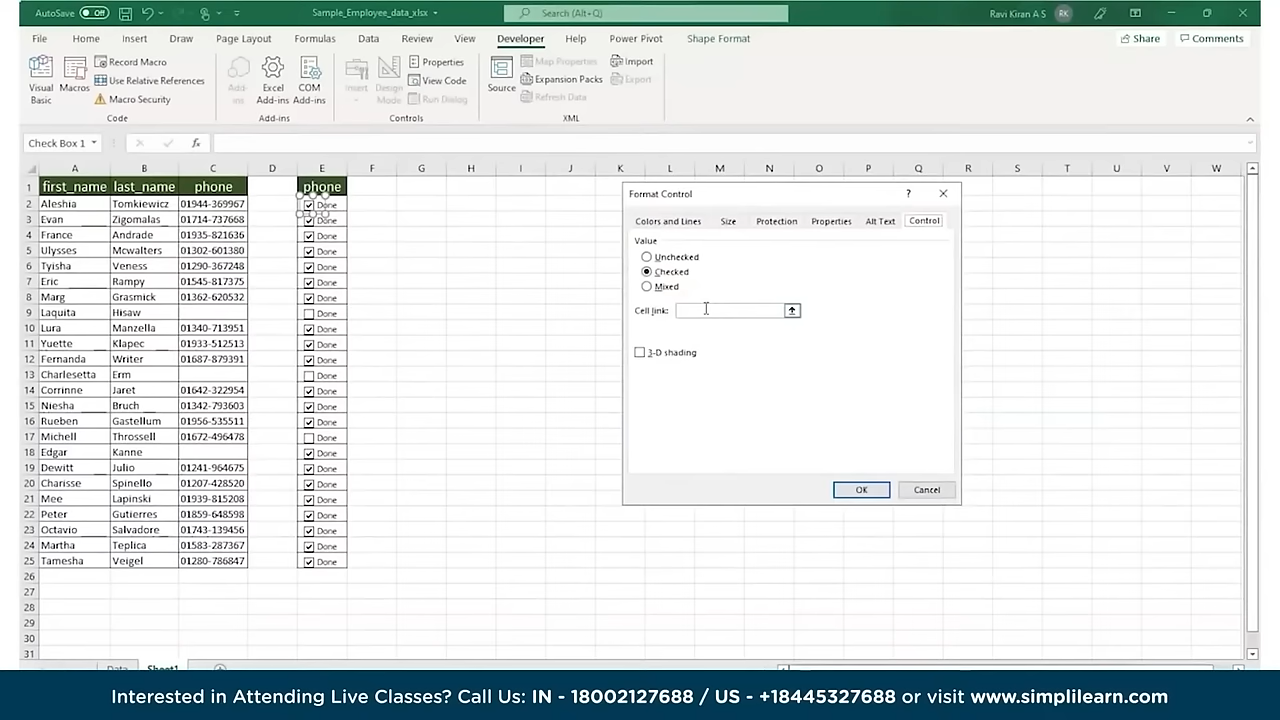 AutoSave Off Sample_Employee_data_xlsx Search (Alt+Q) Ravi Kiran A S RK
File Home Insert Draw Page Layout Formulas Data Review View Developer Help Power Pivot Shape Format Share Comments
Visual Basic
Macros
Record Macro
Use Relative References
Macro Security
Code
Add-ins
Excel Add-ins
COM Add-ins
Add-ins
Insert
Design Mode
Properties
View Code
Run Dialog
Controls
Source
Map Properties
Expansion Packs
Refresh Data
Import
Export
XML
Check Box 1 fx
A B C D E F G H I J K L M N O P Q R S T U V W
1 first_name last_name phone phone
2 Aleshia Tomkiewicz 01944-369967 Done
3 Evan Zigomalas 01714-737668 Done
4 France Andrade 01935-821636 Done
5 Ulysses Mcwalters 01302-601380 Done
6 Tyisha Veness 01290-367248 Done
7 Eric Rampy 01545-817375 Done
8 Marg Grasmick 01362-620532 Done
9 Laquita Hisaw Done
10 Lura Manzella 01340-713951 Done
11 Yuette Klapec 01933-512513 Done
12 Fernanda Writer 01687-879391 Done
13 Charlesetta Erm Done
14 Corrinne Jaret 01642-322954 Done
15 Niesha Bruch 01342-793603 Done
16 Rueben Gastellum 01956-535511 Done
17 Michell Throssell 01672-496478 Done
18 Edgar Kanne Done
19 Dewitt Julio 01241-964675 Done
20 Charisse Spinello 01207-428520 Done
21 Mee Lapinski 01939-815208 Done
22 Peter Gutierres 01859-648598 Done
23 Octavio Salvadore 01743-139456 Done
24 Martha Teplica 01583-287367 Done
25 Tamesha Veigel 01280-786847 Done
26
27
28
29
30
31
Format Control ?
Colors and Lines Size Protection Properties Alt Text Control
Value
Unchecked
Checked
Mixed
Cell link:
3-D shading
OK Cancel
Data Sheet1
Interested in Attending Live Classes? Call Us: IN - 18002127688 / US - +18445327688 or visit www.simplilearn.com